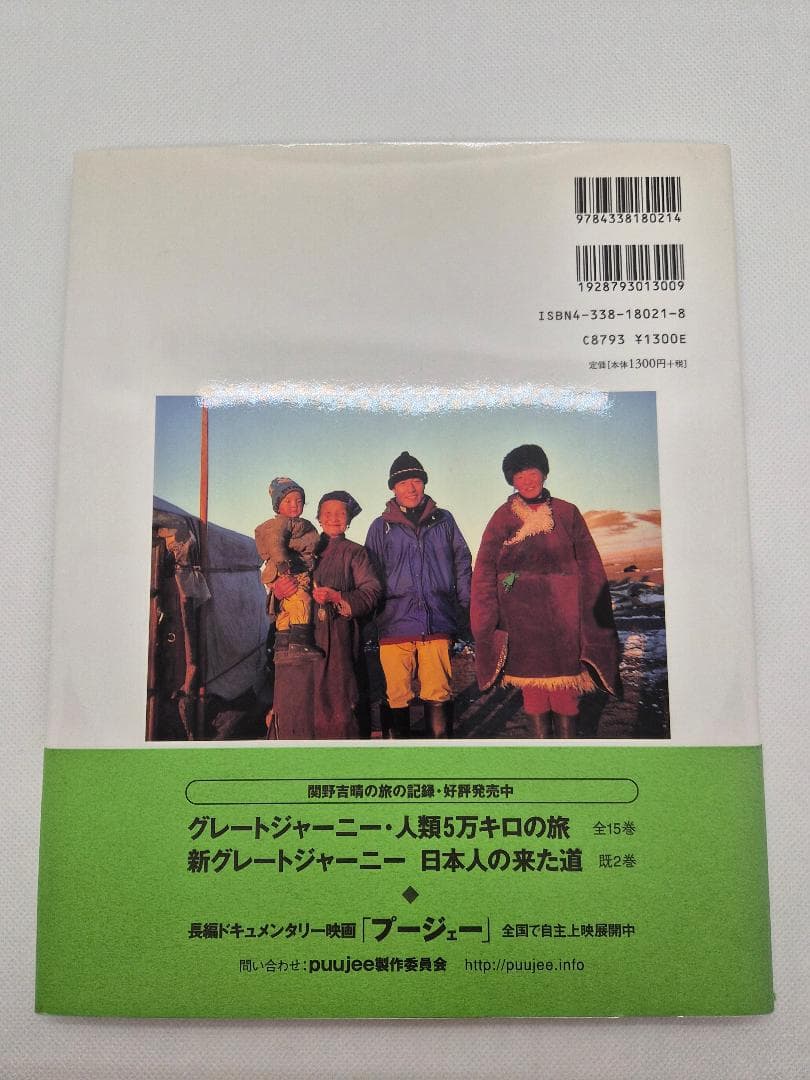 9784338180214
1928793013009
ISBN4-338-18021-8
C8793 ¥1300E
定価[本体1300円+税]
関野吉晴の旅の記録・好評発売中
グレートジャーニー・人類5万キロの旅 全15巻
新グレートジャーニー 日本人の来た道 既2巻
◆
長編ドキュメンタリー映画「プージェー」全国で自主上映展開中
問い合わせ：puujee製作委員会 http://puujee.info